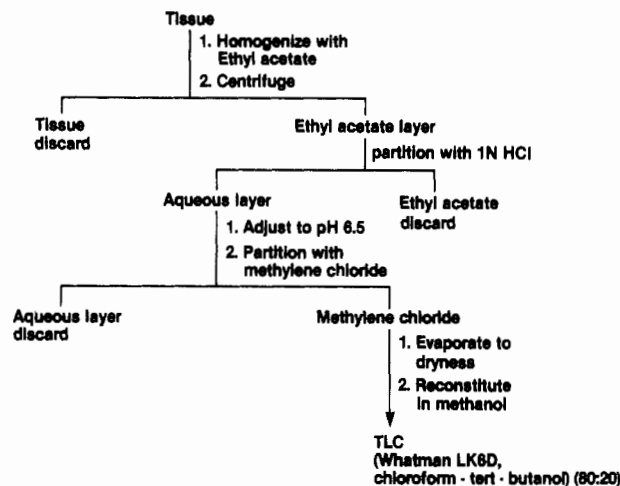 Tissue
1. Homogenize with
Ethyl acetate
2. Centrifuge
Tissue
discard
Ethyl acetate layer
partition with 1N HCl
Aqueous layer
Ethyl acetate
discard
1. Adjust to pH 6.5
2. Partition with
methylene chloride
Aqueous layer
discard
Methylene chloride
1. Evaporate to
dryness
2. Reconstitute
in methanol
TLC
(Whatman LK6D,
chloroform - tert - butanol) (80:20)